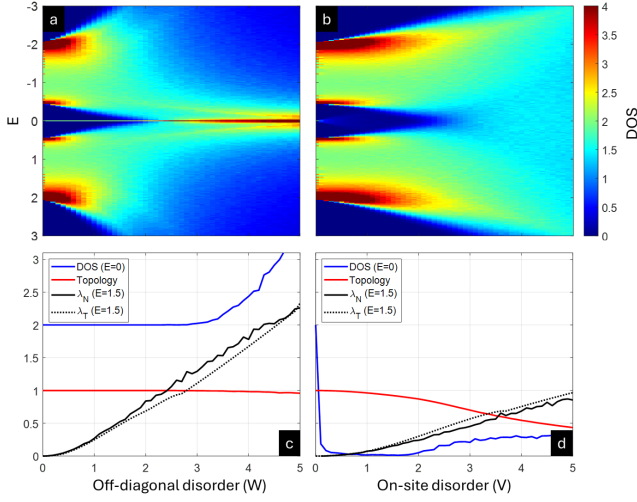 a
b
-3
-2
-1
0
1
2
3
E
4
3.5
3
2.5
2
1.5
1
0.5
0
DOS
DOS (E=0)
Topology
λN (E=1.5)
λT (E=1.5)
3
2.5
2
1.5
1
0.5
0
c
0 1 2 3 4 5
Off-diagonal disorder (W)
DOS (E=0)
Topology
λN (E=1.5)
λT (E=1.5)
d
0 1 2 3 4 5
On-site disorder (V)